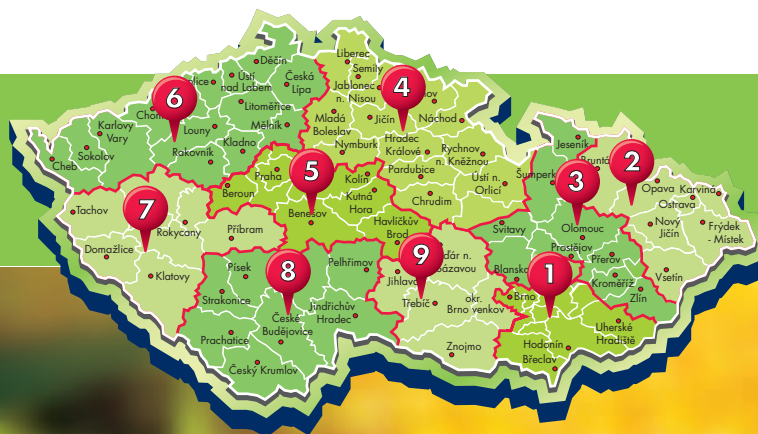 Děčín
Ústí
nad Labem
Česká
Lípa
Litoměřice
6
Louny
Mělník
Karlovy
Vary
Sokolov
Cheb
Rakovník
Kladno
Liberec
Semily
Jablonec
n. Nisou
4
Mladá
Boleslav
Jičín
Náchod
Nymburk
Hradec
Králové
Rychnov
n. Kněžnou
Pardubice
Ústí n.
Orlicí
Chrudim
Jeseník
2
3
Šumperk
Opava
Karviná
Ostrava
Nový
Jičín
Frýdek
- Místek
Olomouc
Prostějov
Přerov
Kroměříž
Vsetín
Zlín
Svitavy
Blansko
1
Brno
Uherské
Hradiště
Hodonín
Břeclav
5
Praha
Beroun
Kolín
Kutná
Hora
Benešov
Havlíčkův
Brod
7
Tachov
Rokycany
Příbram
Domažlice
Klatovy
8
Písek
Pelhřimov
Strakonice
Jindřichův
Hradec
České
Budějovice
Prachatice
Český Krumlov
9
Jihlava
Třebíč
okr.
Brno venkov
Znojmo